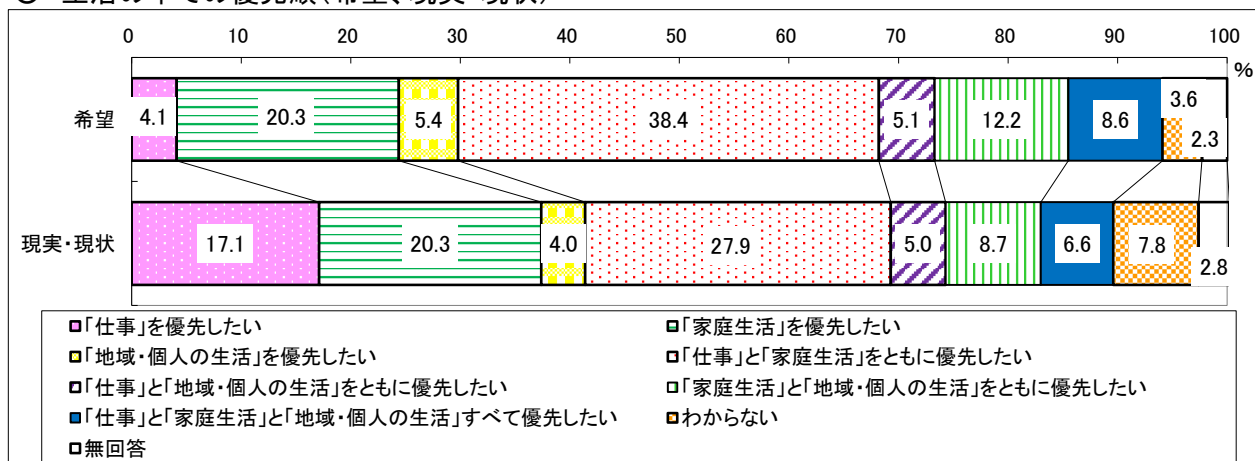 0 10 20 30 40 50 60 70 80 90 100
%
希望 4.1 20.3 5.4 38.4 5.1 12.2 8.6 3.6 2.3
現実・現状 17.1 20.3 4.0 27.9 5.0 8.7 6.6 7.8 2.8
「仕事」を優先したい 「家庭生活」を優先したい
「地域・個人の生活」を優先したい 「仕事」と「家庭生活」をともに優先したい
「仕事」と「地域・個人の生活」をともに優先したい 「家庭生活」と「地域・個人の生活」をともに優先したい
「仕事」と「家庭生活」と「地域・個人の生活」すべて優先したい わからない
無回答